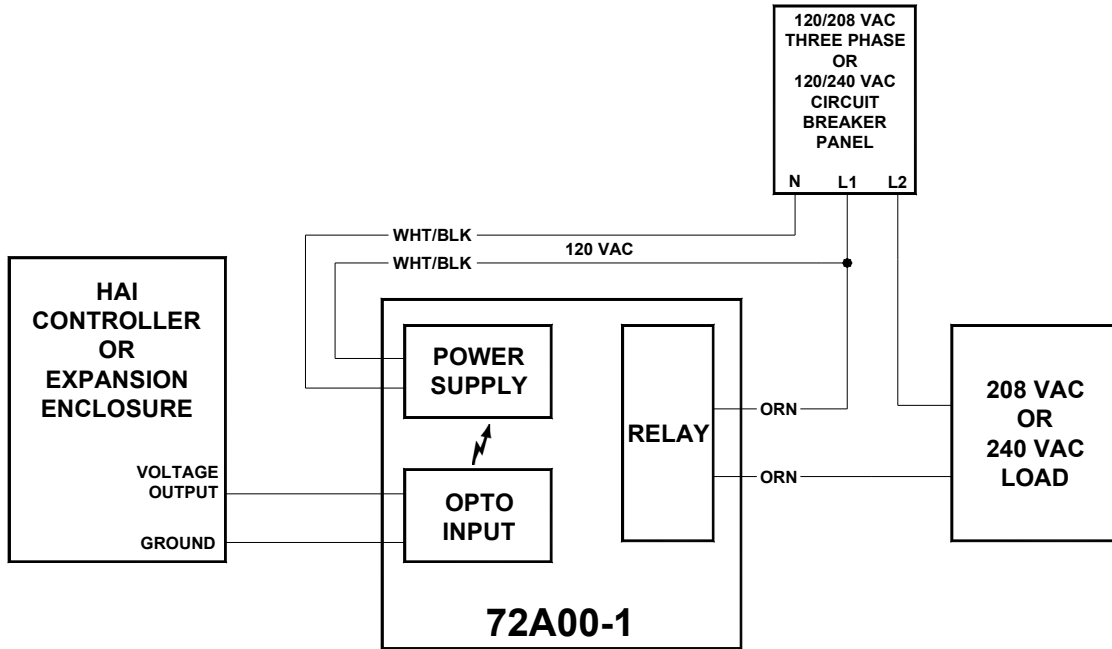 120/208 VAC
THREE PHASE
OR
120/240 VAC
CIRCUIT
BREAKER
PANEL
N L1 L2
WHT/BLK
120 VAC
WHT/BLK
HAI
CONTROLLER
OR
EXPANSION
ENCLOSURE
VOLTAGE
OUTPUT
GROUND
POWER
SUPPLY
OPTO
INPUT
RELAY
ORN
ORN
208 VAC
OR
240 VAC
LOAD
72A00-1